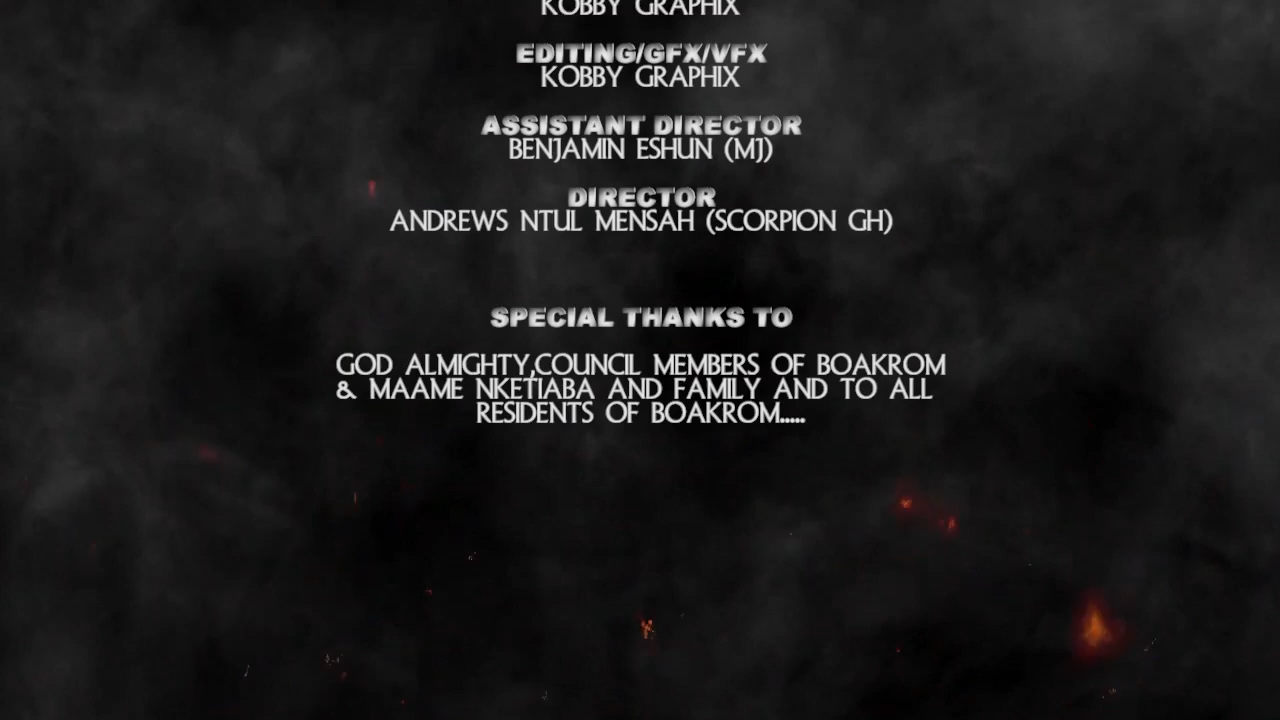 KOBBY GRAPHIX
EDITING/GFX/VFX
KOBBY GRAPHIX
ASSISTANT DIRECTOR
BENJAMIN ESHUN (MJ)
DIRECTOR
ANDREWS NTUL MENSAH (SCORPION GH)
SPECIAL THANKS TO
GOD ALMIGHTY,COUNCIL MEMBERS OF BOAKROM
& MAAME NKETIABA AND FAMILY AND TO ALL
RESIDENTS OF BOAKROM.....